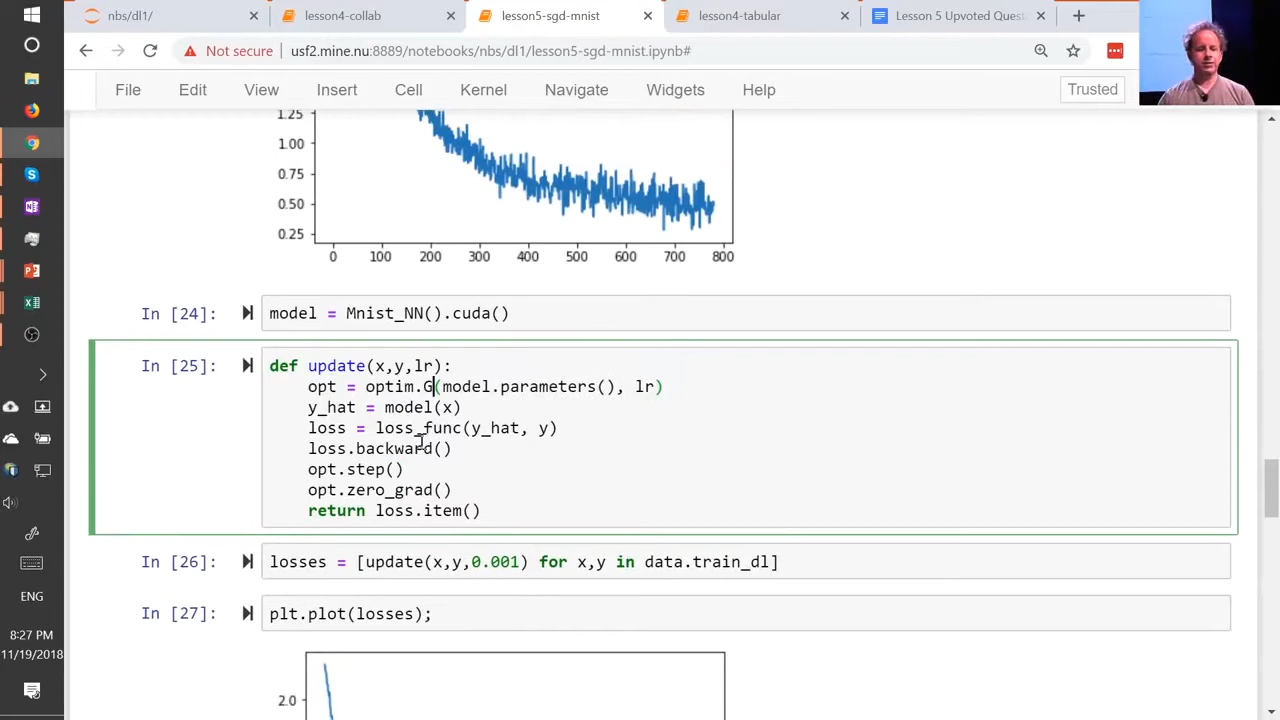 nbs/dl1/
lesson4-collab
lesson5-sgd-mnist
lesson4-tabular
Lesson 5 Upvoted Quest
Not secure
usf2.mine.nu:8889/notebooks/nbs/dl1/lesson5-sgd-mnist.ipynb#
File Edit View Insert Cell Kernel Navigate Widgets Help Trusted
1.25
1.00
0.75
0.50
0.25
0 100 200 300 400 500 600 700 800
In [24]: model = Mnist_NN().cuda()
In [25]: def update(x,y,lr):
opt = optim.G(model.parameters(), lr)
y_hat = model(x)
loss = loss_func(y_hat, y)
loss.backward()
opt.step()
opt.zero_grad()
return loss.item()
In [26]: losses = [update(x,y,0.001) for x,y in data.train_dl]
In [27]: plt.plot(losses);
2.0
ENG
8:27 PM
11/19/2018